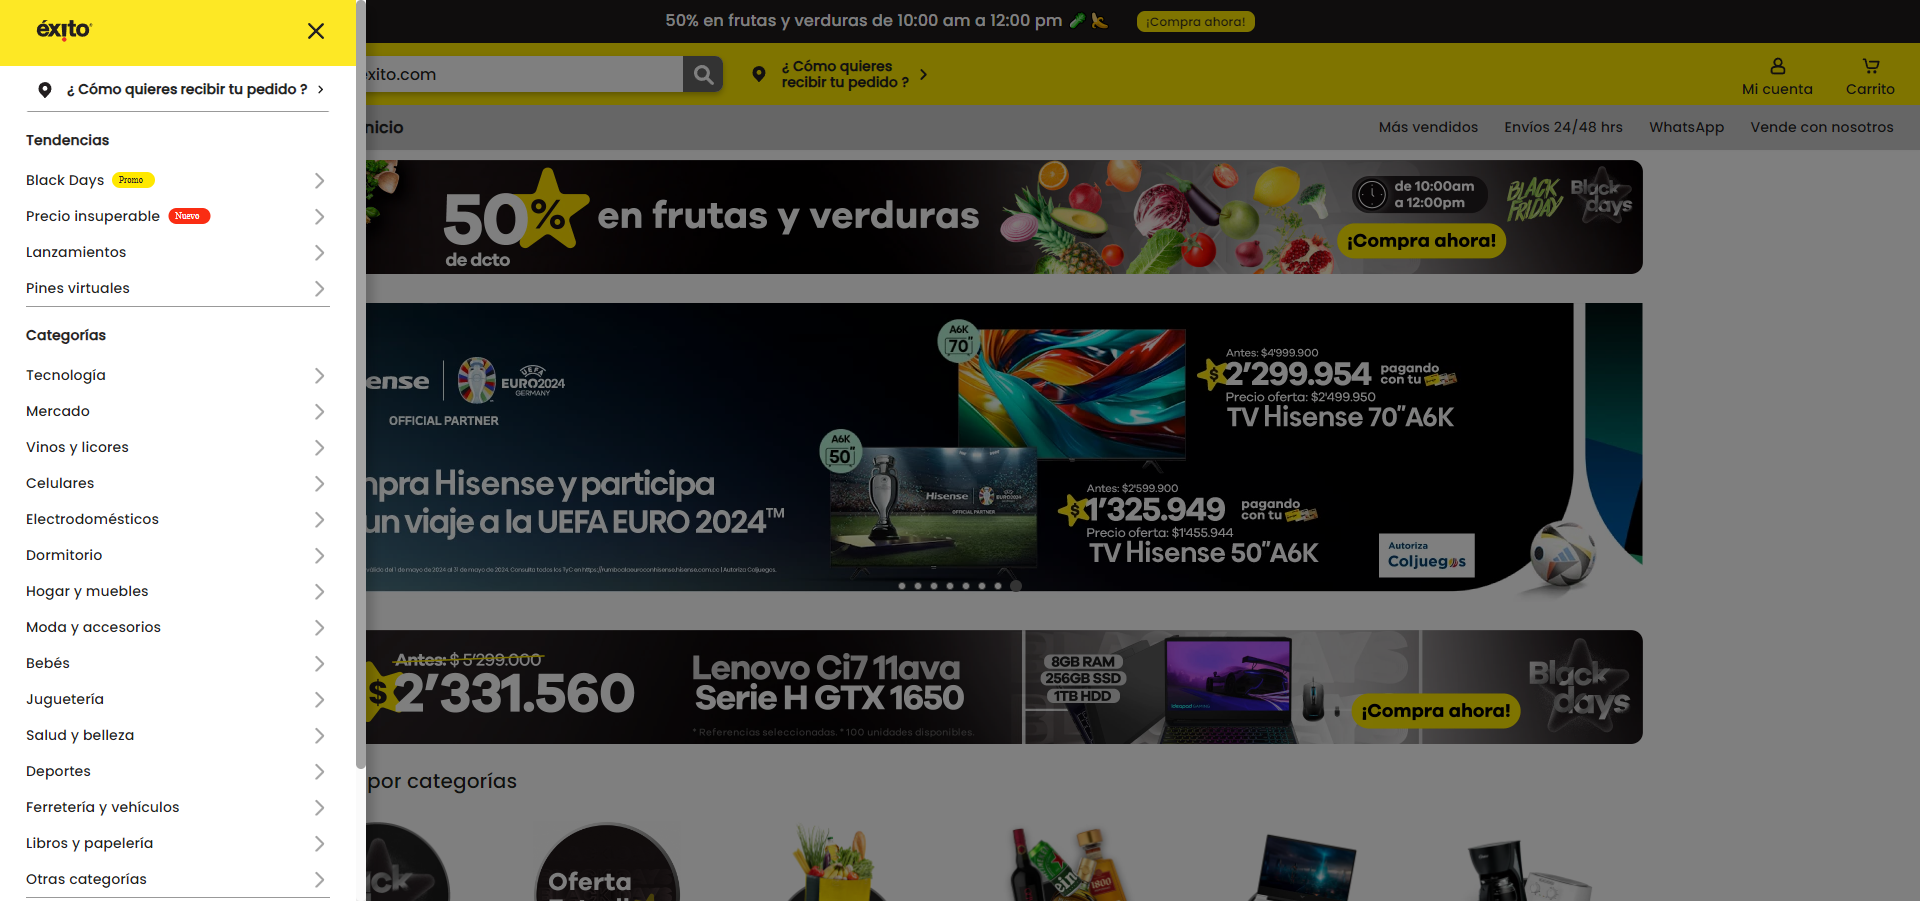 50% en frutas y verduras de 10:00 am a 12:00 pm
¡Compra ahora!
éxito
¿ Cómo quieres recibir tu pedido ?
xito.com
¿ Cómo quieres
recibir tu pedido ?
Mi cuenta
Carrito
nicio
Más vendidos
Envíos 24/48 hrs
WhatsApp
Vende con nosotros
Tendencias
Black Days Promo
Precio insuperable Nuevo
Lanzamientos
Pines virtuales
Categorías
Tecnología
Mercado
Vinos y licores
Celulares
Electrodomésticos
Dormitorio
Hogar y muebles
Moda y accesorios
Bebés
Juguetería
Salud y belleza
Deportes
Ferretería y vehículos
Libros y papelería
Otras categorías
50% en frutas y verduras
de dcto
de 10:00am
a 12:00pm
¡Compra ahora!
BLACK
FRIDAY
Black
days
ense
UEFA
EURO2024
GERMANY
OFFICIAL PARTNER
mpra Hisense y participa
un viaje a la UEFA EURO 2024™
A6K
70"
A6K
50"
Hisense
OFFICIAL PARTNER
Antes: $4'999.900
$2'299.954 pagando
con tu
Precio oferta: $2'499.950
TV Hisense 70"A6K
Antes: $2'599.900
$1'325.949 pagando
con tu
Precio oferta: $1'455.944
TV Hisense 50"A6K
Autoriza
Coljuegos
Antes: $ 5'299.000
$2'331.560
Lenovo Ci7 11ava
Serie H GTX 1650
* Referencias seleccionadas. * 100 unidades disponibles.
8GB RAM
256GB SSD
1TB HDD
¡Compra ahora!
Black
days
por categorías
ck
Oferta
1800